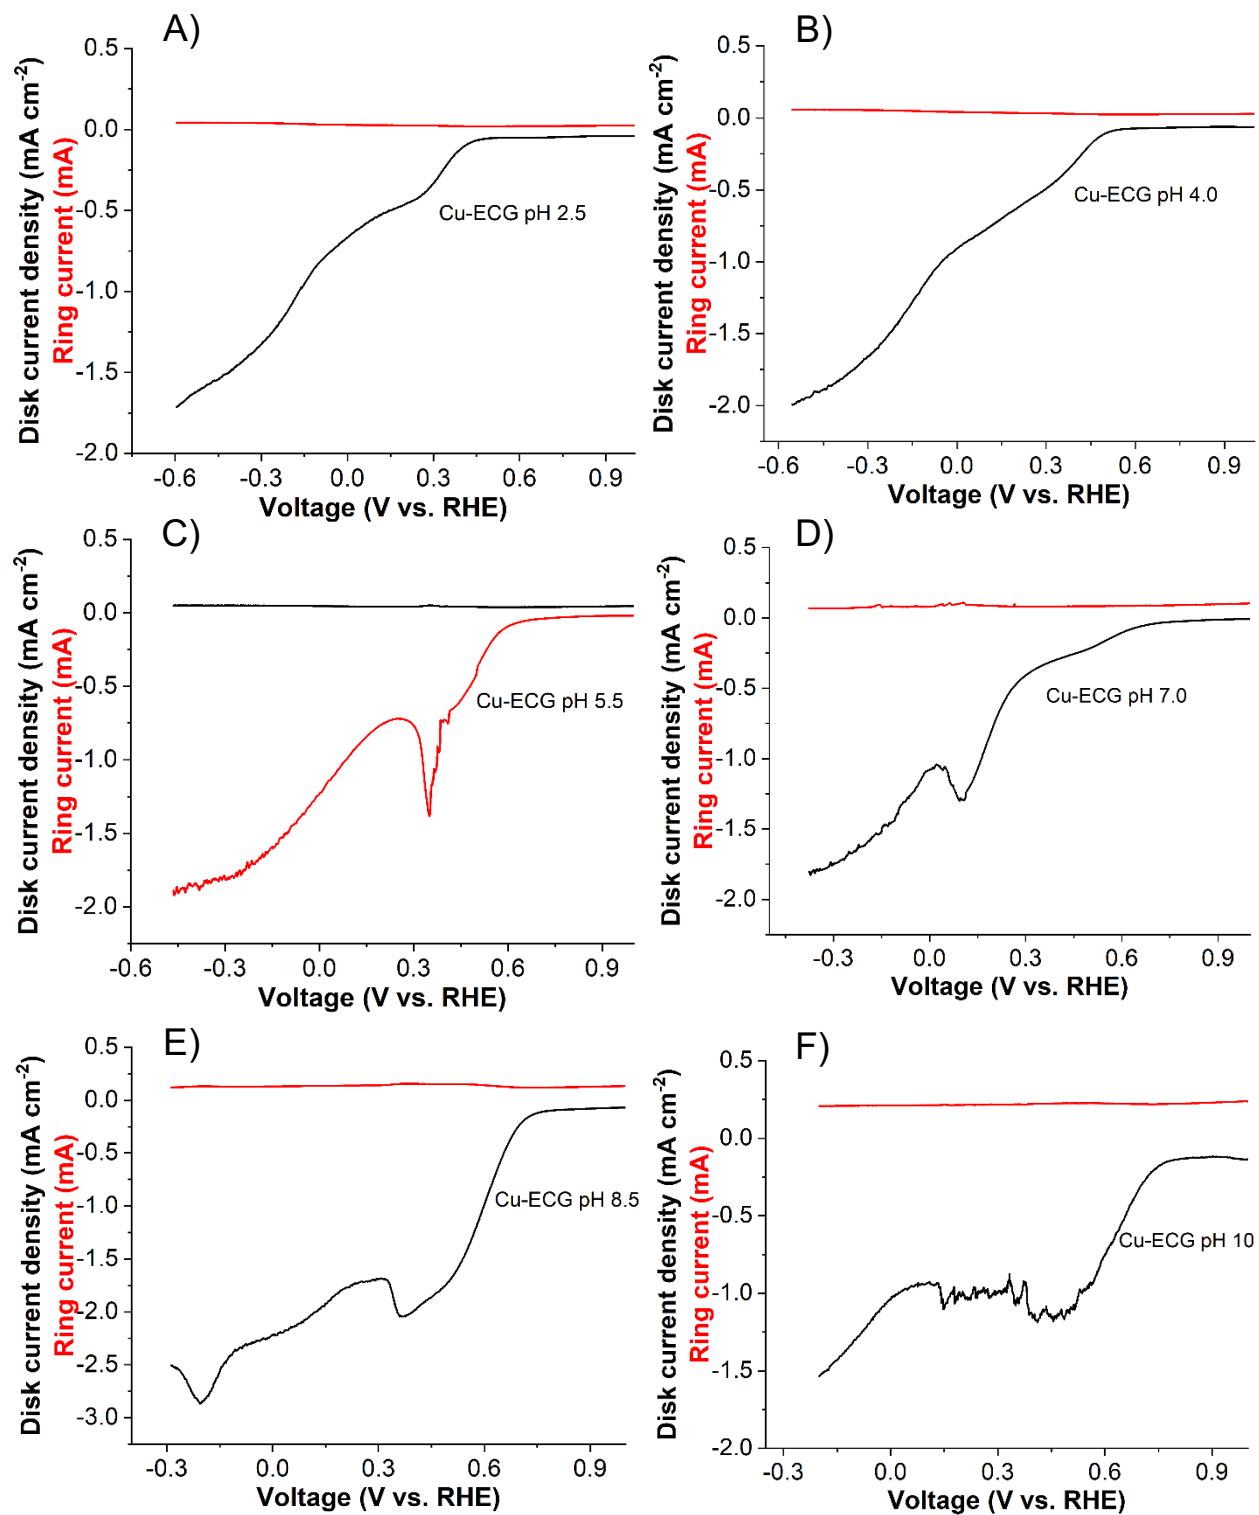 A)
Disk current density (mA cm-2)
Ring current (mA)
0.5
0.0
-0.5
-1.0
-1.5
-2.0
Cu-ECG pH 2.5
-0.6 -0.3 0.0 0.3 0.6 0.9
Voltage (V vs. RHE)
B)
Disk current density (mA cm-2)
Ring current (mA)
0.5
0.0
-0.5
-1.0
-1.5
-2.0
Cu-ECG pH 4.0
-0.6 -0.3 0.0 0.3 0.6 0.9
Voltage (V vs. RHE)
C)
Disk current density (mA cm-2)
Ring current (mA)
0.5
0.0
-0.5
-1.0
-1.5
-2.0
Cu-ECG pH 5.5
-0.6 -0.3 0.0 0.3 0.6 0.9
Voltage (V vs. RHE)
D)
Disk current density (mA cm-2)
Ring current (mA)
0.5
0.0
-0.5
-1.0
-1.5
-2.0
Cu-ECG pH 7.0
-0.3 0.0 0.3 0.6 0.9
Voltage (V vs. RHE)
E)
Disk current density (mA cm-2)
Ring current (mA)
0.5
0.0
-0.5
-1.0
-1.5
-2.0
-2.5
-3.0
Cu-ECG pH 8.5
-0.3 0.0 0.3 0.6 0.9
Voltage (V vs. RHE)
F)
Disk current density (mA cm-2)
Ring current (mA)
0.5
0.0
-0.5
-1.0
-1.5
-2.0
Cu-ECG pH 10
-0.3 0.0 0.3 0.6 0.9
Voltage (V vs. RHE)